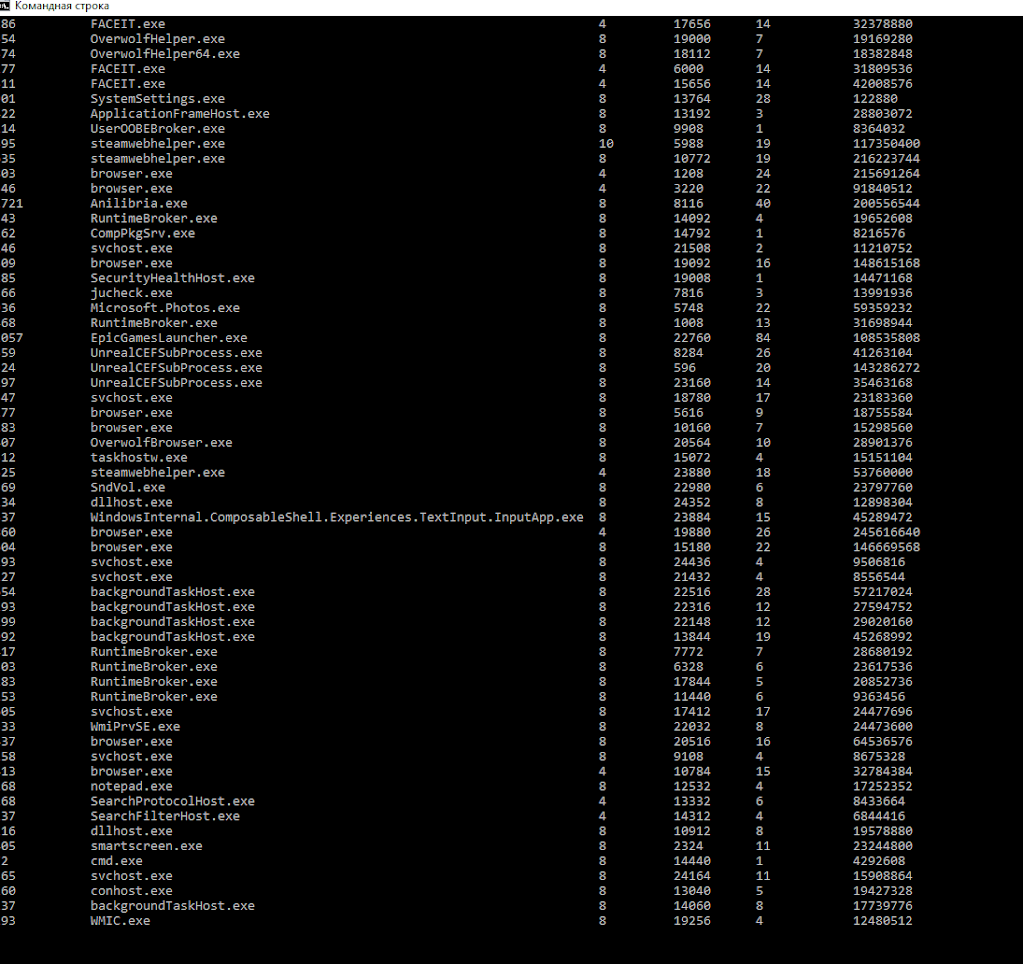 Командная строка
86 FACEIT.exe 4 17656 14 32378880
54 OverwolfHelper.exe 8 19000 7 19169280
74 OverwolfHelper64.exe 8 18112 7 18382848
77 FACEIT.exe 4 6000 14 31809536
11 FACEIT.exe 4 15656 14 42008576
01 SystemSettings.exe 8 13764 28 122880
22 ApplicationFrameHost.exe 8 13192 3 28803072
14 UserOOBEBroker.exe 8 9908 1 8364032
95 steamwebhelper.exe 10 5988 19 117350400
35 steamwebhelper.exe 8 10772 19 216223744
03 browser.exe 4 1208 24 215691264
46 browser.exe 4 3220 22 91840512
721 Anilibria.exe 8 8116 40 200556544
43 RuntimeBroker.exe 8 14092 4 19652608
62 CompPkgSrv.exe 8 14792 1 8216576
46 svchost.exe 8 21508 2 11210752
09 browser.exe 8 19092 16 148615168
85 SecurityHealthHost.exe 8 19008 1 14471168
66 jucheck.exe 8 7816 3 13991936
36 Microsoft.Photos.exe 8 5748 22 59359232
68 RuntimeBroker.exe 8 1008 13 31698944
057 EpicGamesLauncher.exe 8 22760 84 108535808
59 UnrealCEFSubProcess.exe 8 8284 26 41263104
24 UnrealCEFSubProcess.exe 8 596 20 143286272
97 UnrealCEFSubProcess.exe 8 23160 14 35463168
47 svchost.exe 8 18780 17 23183360
77 browser.exe 8 5616 9 18755584
83 browser.exe 8 10160 7 15298560
07 OverwolfBrowser.exe 8 20564 10 28901376
12 taskhostw.exe 8 15072 4 15151104
25 steamwebhelper.exe 4 23880 18 53760000
69 SndVol.exe 8 22980 6 23797760
34 dllhost.exe 8 24352 8 12898304
37 WindowsInternal.ComposableShell.Experiences.TextInput.InputApp.exe 8 23884 15 45289472
60 browser.exe 4 19880 26 245616640
04 browser.exe 8 15180 22 146669568
93 svchost.exe 8 24436 4 9506816
27 svchost.exe 8 21432 4 8556544
54 backgroundTaskHost.exe 8 22516 28 57217024
93 backgroundTaskHost.exe 8 22316 12 27594752
99 backgroundTaskHost.exe 8 22148 12 29020160
92 backgroundTaskHost.exe 8 13844 19 45268992
17 RuntimeBroker.exe 8 7772 7 28680192
03 RuntimeBroker.exe 8 6328 6 23617536
83 RuntimeBroker.exe 8 17844 5 20852736
53 RuntimeBroker.exe 8 11440 6 9363456
05 svchost.exe 8 17412 17 24477696
33 WmiPrvSE.exe 8 22032 8 24473600
37 browser.exe 8 20516 16 64536576
58 svchost.exe 8 9108 4 8675328
13 browser.exe 4 10784 15 32784384
68 notepad.exe 8 12532 4 17252352
68 SearchProtocolHost.exe 4 13332 6 8433664
37 SearchFilterHost.exe 4 14312 4 6844416
16 dllhost.exe 8 10912 8 19578880
05 smartscreen.exe 8 2324 11 23244800
2 cmd.exe 8 14440 1 4292608
65 svchost.exe 8 24164 11 15908864
60 conhost.exe 8 13040 5 19427328
37 backgroundTaskHost.exe 8 14060 8 17739776
93 WMIC.exe 8 19256 4 12480512